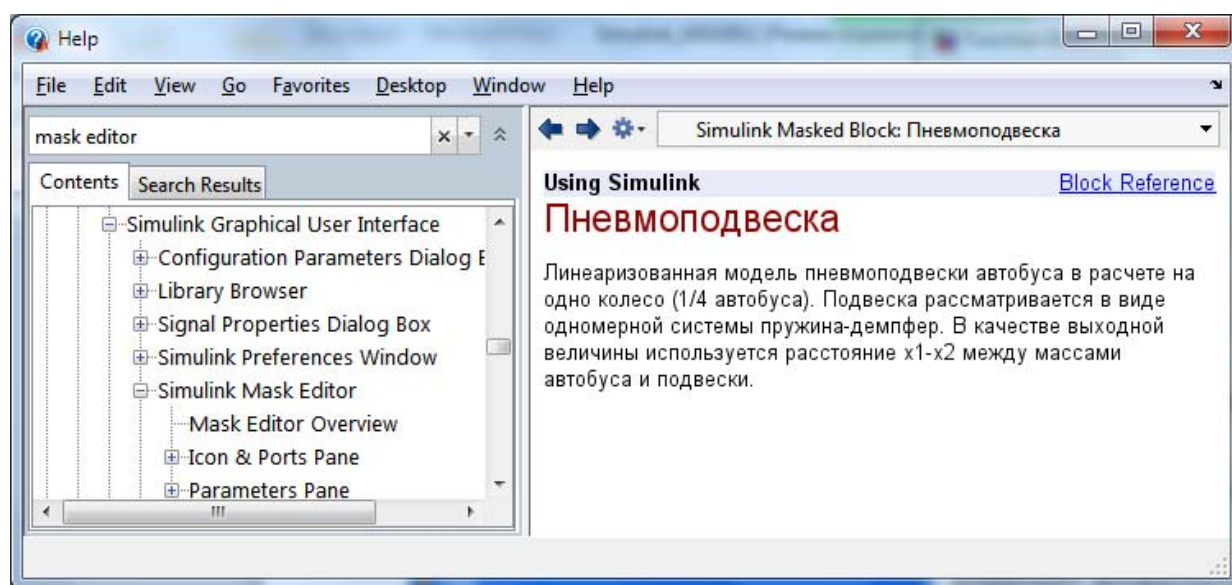 Help
File Edit View Go Favorites Desktop Window Help
mask editor
Contents Search Results
Simulink Graphical User Interface
Configuration Parameters Dialog
Library Browser
Signal Properties Dialog Box
Simulink Preferences Window
Simulink Mask Editor
Mask Editor Overview
Icon & Ports Pane
Parameters Pane
Simulink Masked Block: Пневмоподвеска
Using Simulink Block Reference
Пневмоподвеска
Линеаризованная модель пневмоподвески автобуса в расчете на
одно колесо (1/4 автобуса). Подвеска рассматривается в виде
одномерной системы пружина-демпфер. В качестве выходной
величины используется расстояние x1-x2 между массами
автобуса и подвески.